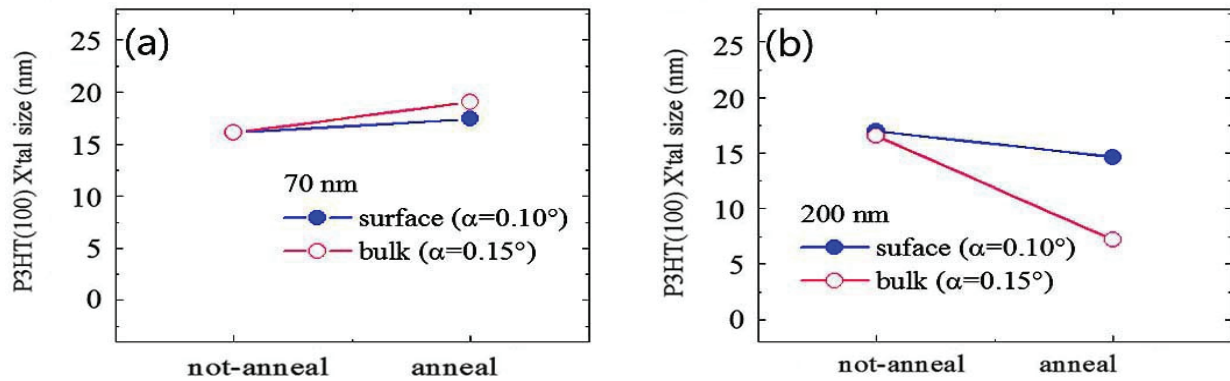 (a)
P3HT(100) X'tal size (nm)
25
20
15
10
5
0
70 nm
surface (α=0.10°)
bulk (α=0.15°)
not-anneal
anneal
(b)
P3HT(100) X'tal size (nm)
25
20
15
10
5
0
200 nm
suface (α=0.10°)
bulk (α=0.15°)
not-anneal
anneal